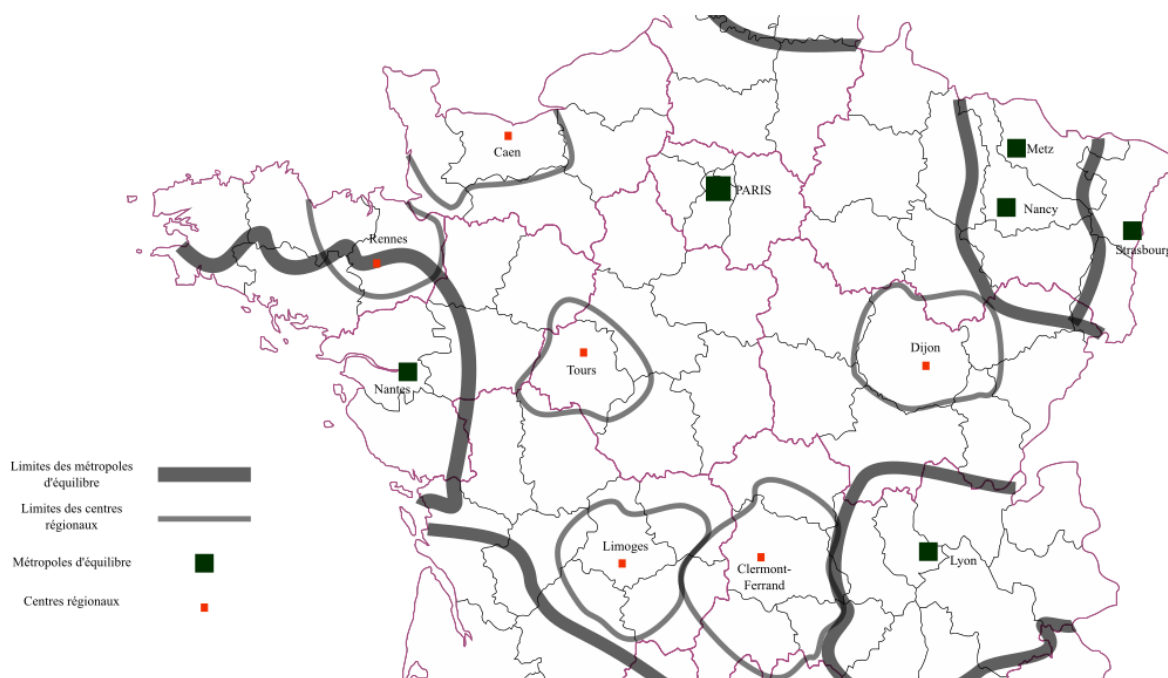 Caen
Metz
PARIS
Nancy
Rennes
Strasbourg
Dijon
Tours
Nantes
Limites des métropoles
d'équilibre
Limites des centres
régionaux
Métropoles d'équilibre
Centres régionaux
Limoges
Lyon
Clermont-
Ferrand